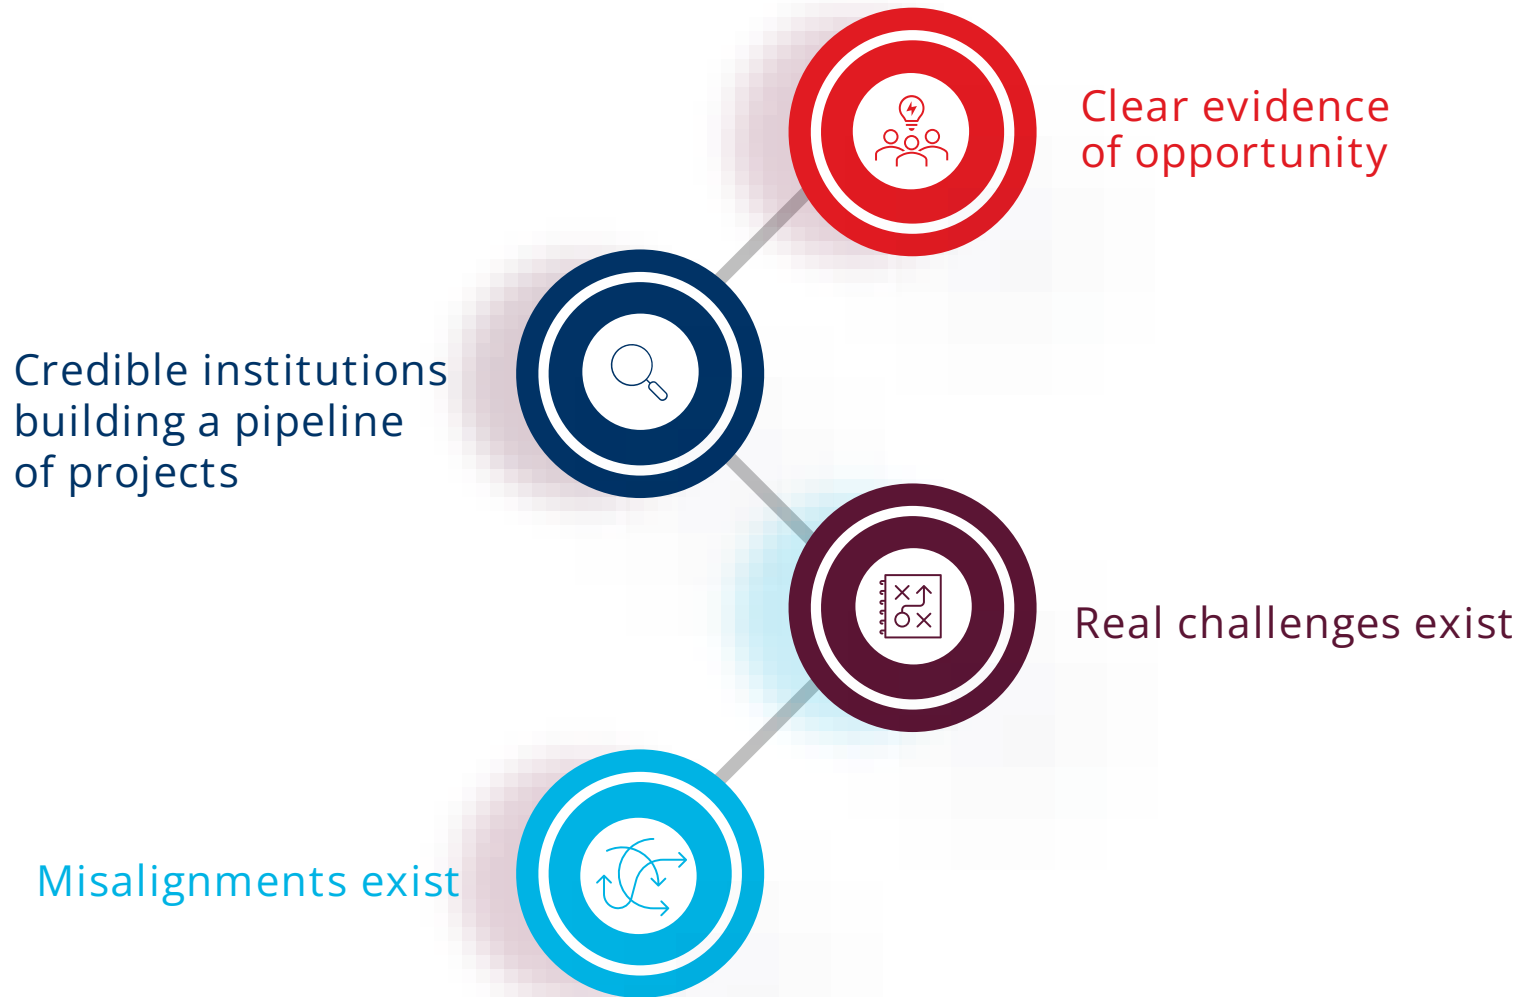 Clear evidence
of opportunity
Credible institutions
building a pipeline
of projects
Real challenges exist
Misalignments exist